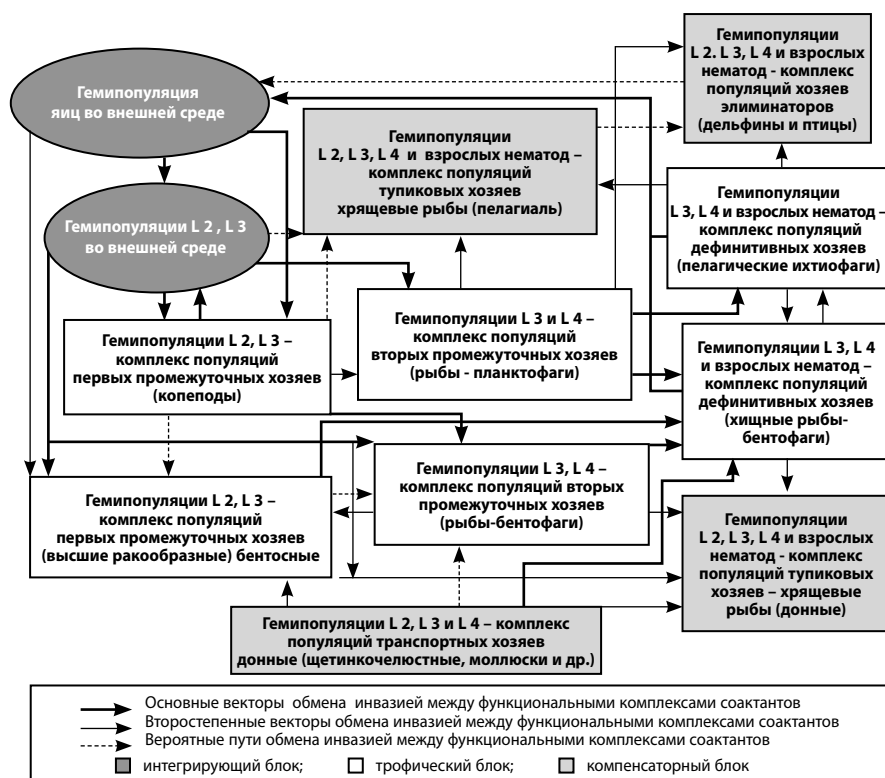 Гемипопуляция
яиц во внешней среде
Гемипопуляции L 2 , L 3
во внешней среде
Гемипопуляции
L 2, L 3, L 4 и взрослых нематод –
комплекс популяций
тупиковых хозяев
хрящевые рыбы (пелагиаль)
Гемипопуляции
L 2. L 3, L 4 и взрослых
нематод - комплекс
популяций хозяев
элиминаторов
(дельфины и птицы)
Гемипопуляции
L 3, L 4 и взрослых нематод –
комплекс популяций
дефинитивных хозяев
(пелагические ихтиофаги)
Гемипопуляции L 2, L 3 –
комплекс популяций
первых промежуточных хозяев
(копеподы)
Гемипопуляции L 3 и L 4 –
комплекс популяций
вторых промежуточных хозяев
(рыбы - планктофаги)
Гемипопуляции L 3, L 4
и взрослых нематод –
комплекс популяций
дефинитивных хозяев
(хищные рыбы-
бентофаги)
Гемипопуляции L 2, L 3 –
комплекс популяций
первых промежуточных хозяев
(высшие ракообразные) бентосные
Гемипопуляции L 3, L 4 –
комплекс популяций вторых
промежуточных хозяев
(рыбы-бентофаги)
Гемипопуляции
L 2, L 3, L 4 и взрослых
нематод - комплекс
популяций тупиковых
хозяев – хрящевые
рыбы (донные)
Гемипопуляции L 2, L 3 и L 4 – комплекс
популяций транспортных хозяев
донные (щетинкочелюстные, моллюски и др.)
Основные векторы обмена инвазией между функциональными комплексами соактантов
Второстепенные векторы обмена инвазией между функциональными комплексами соактантов
Вероятные пути обмена инвазией между функциональными комплексами соактантов
интегрирующий блок; трофический блок; компенсаторный блок